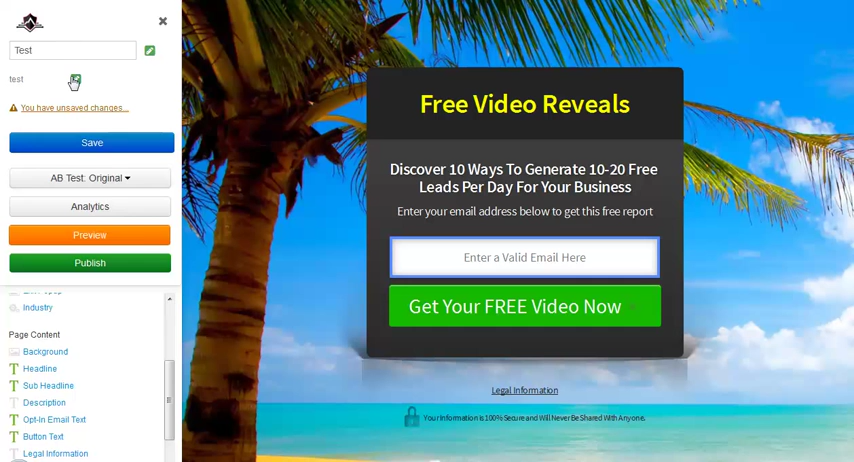 Test
test
You have unsaved changes...
Save
AB Test: Original
Analytics
Preview
Publish
Industry
Page Content
Background
Headline
Sub Headline
Description
Opt-In Email Text
Button Text
Legal Information
Free Video Reveals
Discover 10 Ways To Generate 10-20 Free
Leads Per Day For Your Business
Enter your email address below to get this free report
Enter a Valid Email Here
Get Your FREE Video Now
Legal Information
Your Information is 100% Secure and Will Never Be Shared With Anyone.